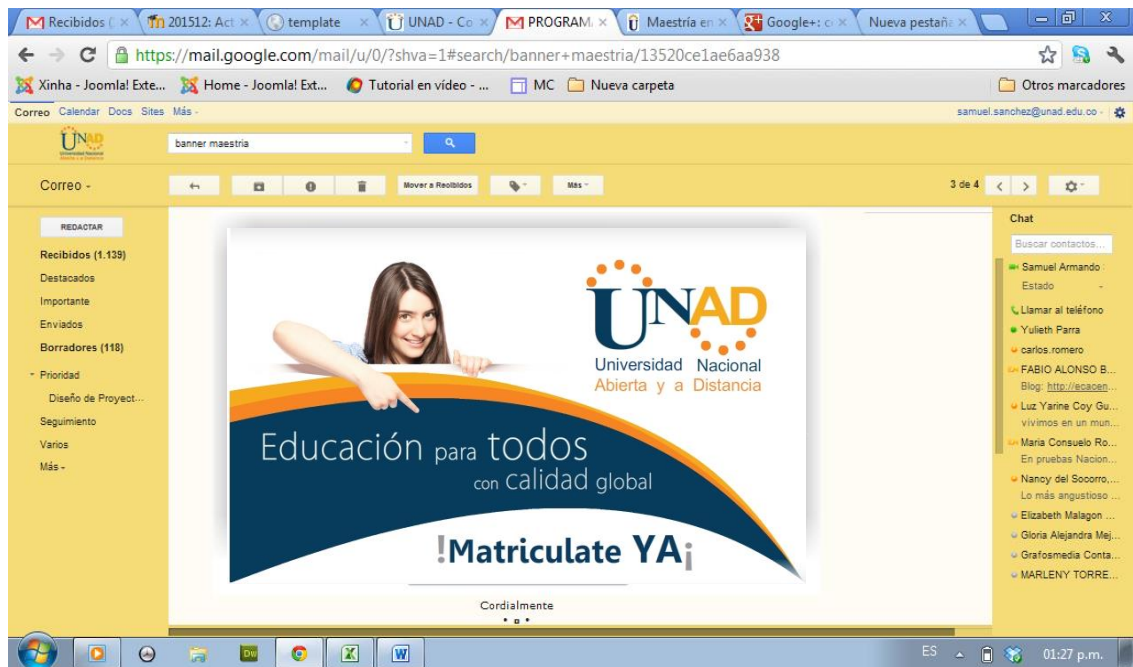 Recibidos (
201512: Act
template
UNAD - Co
PROGRAM
Maestría en
Google+: c
Nueva pestaña
https://mail.google.com/mail/u/0/?shva=1#search/banner+maestria/13520ce1ae6aa938
Xinha - Joomla! Exte... Home - Joomla! Ext... Tutorial en vídeo - ... MC Nueva carpeta Otros marcadores
Correo Calendar Docs Sites Más samuel.sanchez@unad.edu.co
UNAD banner maestria
Correo Mover a Recibidos Más 3 de 4
REDACTAR
Recibidos (1.139)
Destacados
Importante
Enviados
Borradores (118)
Prioridad
Diseño de Proyect...
Seguimiento
Varios
Más
UNAD
Universidad Nacional
Abierta y a Distancia
Educación para todos
con calidad global
!Matriculate YA¡
Cordialmente
Chat
Buscar contactos...
Samuel Armando
Estado
Llamar al teléfono
Yulieth Parra
carlos.romero
FABIO ALONSO B...
Blog: http://ecacen...
Luz Yarine Coy Gu...
vivimos en un mun...
Maria Consuelo Ro...
En pruebas Nacion...
Nancy del Socorro,...
Lo más angustioso ...
Elizabeth Malagon ...
Gloria Alejandra Mej...
Grafosmedia Conta...
MARLENY TORRE...
Dw
ES 01:27 p.m.